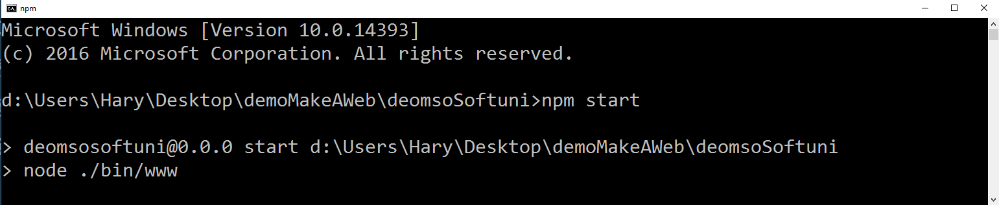 npm
Microsoft Windows [Version 10.0.14393]
(c) 2016 Microsoft Corporation. All rights reserved.
d:\Users\Hary\Desktop\demoMakeAWeb\deomsoSoftuni>npm start
> deomsosoftuni@0.0.0 start d:\Users\Hary\Desktop\demoMakeAWeb\deomsoSoftuni
> node ./bin/www